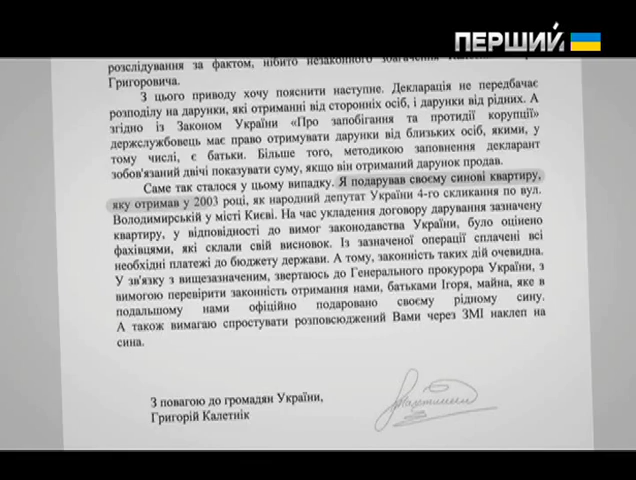 ПЕРШИЙ
розслідування за фактом, нібито незаконного збагачення
Григоровича.
З цього приводу хочу пояснити наступне. Декларація не передбачає
розподілу на дарунки, які отриманні від сторонніх осіб, і дарунки від рідних. А
згідно із Законом України «Про запобігання та протидії корупції»
держслужбовець має право отримувати дарунки від близьких осіб, якими, у
тому числі, є батьки. Більше того, методикою заповнення декларант
зобов'язаний двічі показувати суму, якщо він отриманий дарунок продав.
Саме так сталося у цьому випадку. Я подарував своєму синові квартиру,
яку отримав у 2003 році, як народний депутат України 4-го скликання по вул.
Володимирській у місті Києві. На час укладення договору дарування зазначену
квартиру, у відповідності до вимог законодавства України, було оцінено
фахівцями, які склали свій висновок. Із зазначеної операції сплачені всі
необхідні платежі до бюджету держави. А тому, законність таких дій очевидна.
У зв'язку з вищезазначеним, звертаюсь до Генерального прокурора України, з
вимогою перевірити законність отримання нами, батьками Ігоря, майна, яке в
подальшому нами офіційно подаровано своєму рідному сину.
А також вимагаю спростувати розповсюджений Вами через ЗМІ наклеп на
сина.
З повагою до громадян України,
Григорій Калетнік